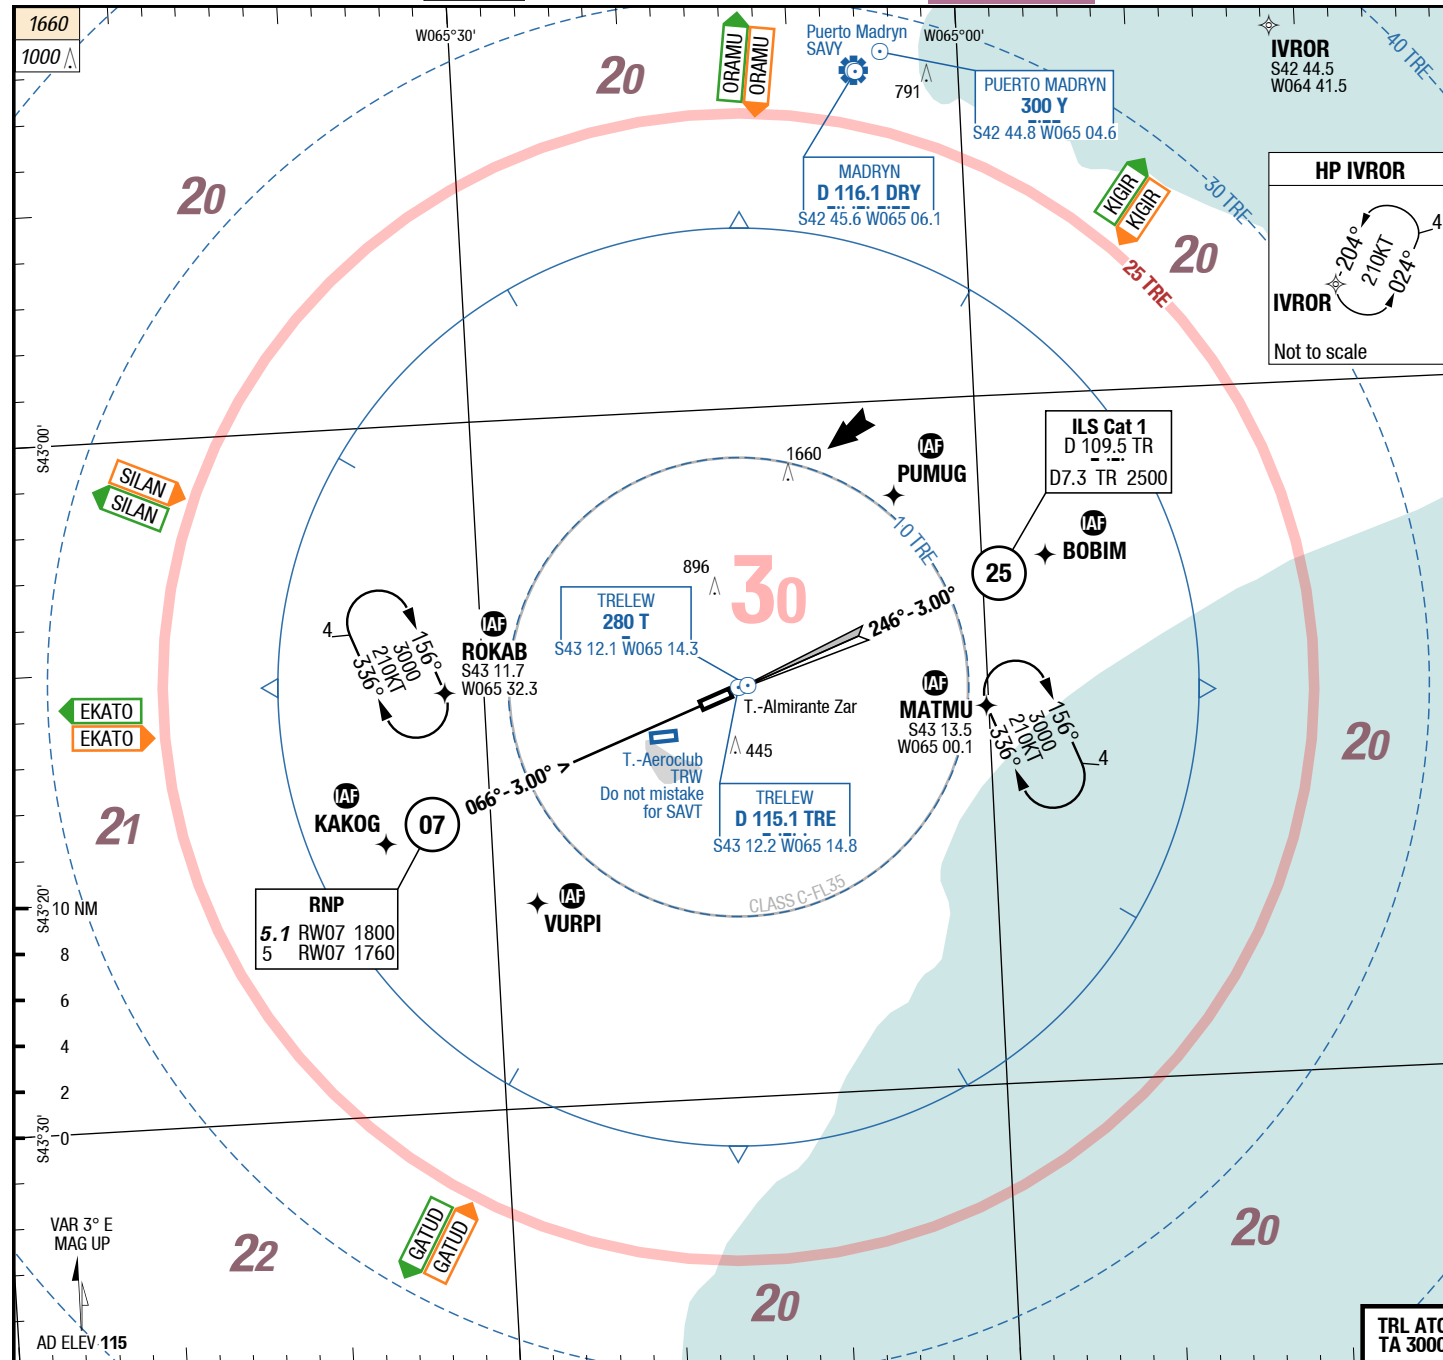 1660
1000
W065°30'
ORAMU
ORAMU
20
Puerto Madryn
SAVY
W065°00'
791
PUERTO MADRYN
300 Y
S42 44.8 W065 04.6
IVROR
S42 44.5
W064 41.5
40 TRE
MADRYN
D 116.1 DRY
S42 45.6 W065 06.1
KIGIR
KIGIR
30 TRE
20
20
25 TRE
HP IVROR
204°
210KT
024°
4
IVROR
Not to scale
S43°00'
SILAN
SILAN
1660
IAF
PUMUG
ILS Cat 1
D 109.5 TR
D7.3 TR 2500
10 TRE
IAF
BOBIM
25
896
30
TRELEW
280 T
S43 12.1 W065 14.3
246°-3.00°
4
156°
3000
210KT
336°
IAF
ROKAB
S43 11.7
W065 32.3
T.-Almirante Zar
IAF
MATMU
S43 13.5
W065 00.1
156°
3000
210KT
336°
4
EKATO
EKATO
20
445
T.-Aeroclub
TRW
Do not mistake
for SAVT
066°-3.00° >
TRELEW
D 115.1 TRE
S43 12.2 W065 14.8
IAF
KAKOG
07
21
RNP
5.1 RW07 1800
5 RW07 1760
IAF
VURPI
CLASS C-FL35
S43°20'
10 NM
8
6
4
2
0
S43°30'
VAR 3° E
MAG UP
AD ELEV 115
22
GATUD
GATUD
20
20
TA 3000